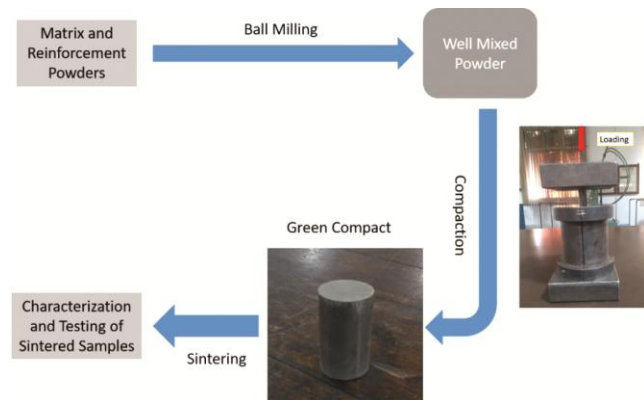 Matrix and
Reinforcement
Powders
Ball Milling
Well Mixed
Powder
Loading
Compaction
Green Compact
Characterization
and Testing of
Sintered Samples
Sintering